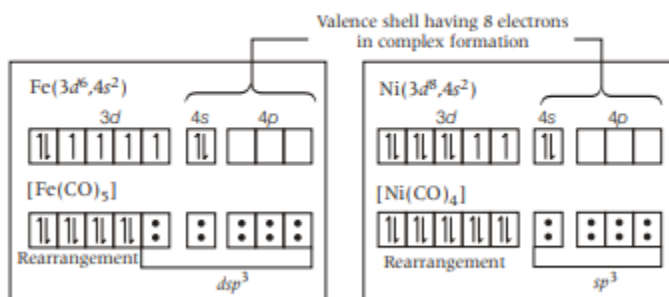 Valence shell having 8 electrons
in complex formation
Fe(3d⁶,4s²)
3d 4s 4p
[Fe(CO)₅]
Rearrangement
dsp³
Ni(3d⁸,4s²)
3d 4s 4p
[Ni(CO)₄]
Rearrangement
sp³